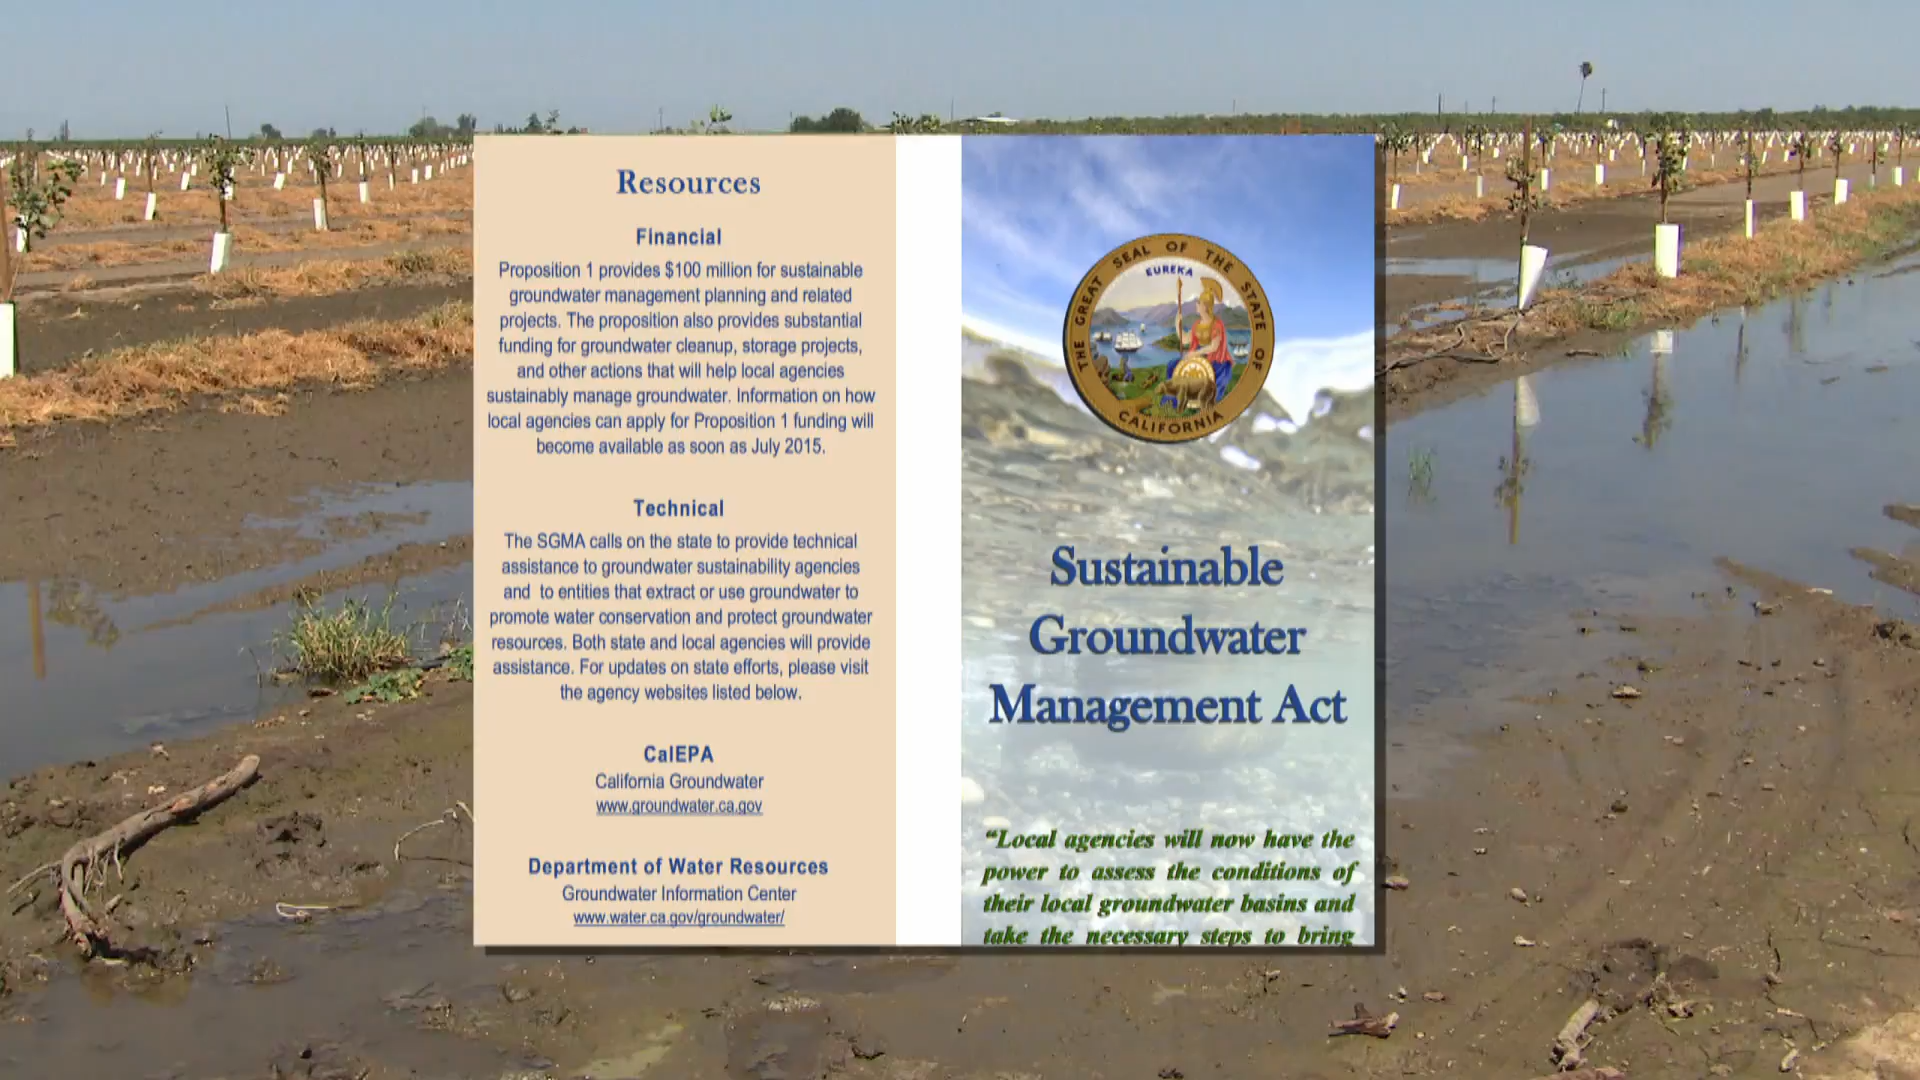 Resources
Financial
Proposition 1 provides $100 million for sustainable
groundwater management planning and related
projects. The proposition also provides substantial
funding for groundwater cleanup, storage projects,
and other actions that will help local agencies
sustainably manage groundwater. Information on how
local agencies can apply for Proposition 1 funding will
become available as soon as July 2015.
Technical
The SGMA calls on the state to provide technical
assistance to groundwater sustainability agencies
and to entities that extract or use groundwater to
promote water conservation and protect groundwater
resources. Both state and local agencies will provide
assistance. For updates on state efforts, please visit
the agency websites listed below.
CalEPA
California Groundwater
www.groundwater.ca.gov
Department of Water Resources
Groundwater Information Center
www.water.ca.gov/groundwater/
THE GREAT SEAL OF THE STATE OF CALIFORNIA
EUREKA
Sustainable
Groundwater
Management Act
“Local agencies will now have the
power to assess the conditions of
their local groundwater basins and
take the necessary steps to bring